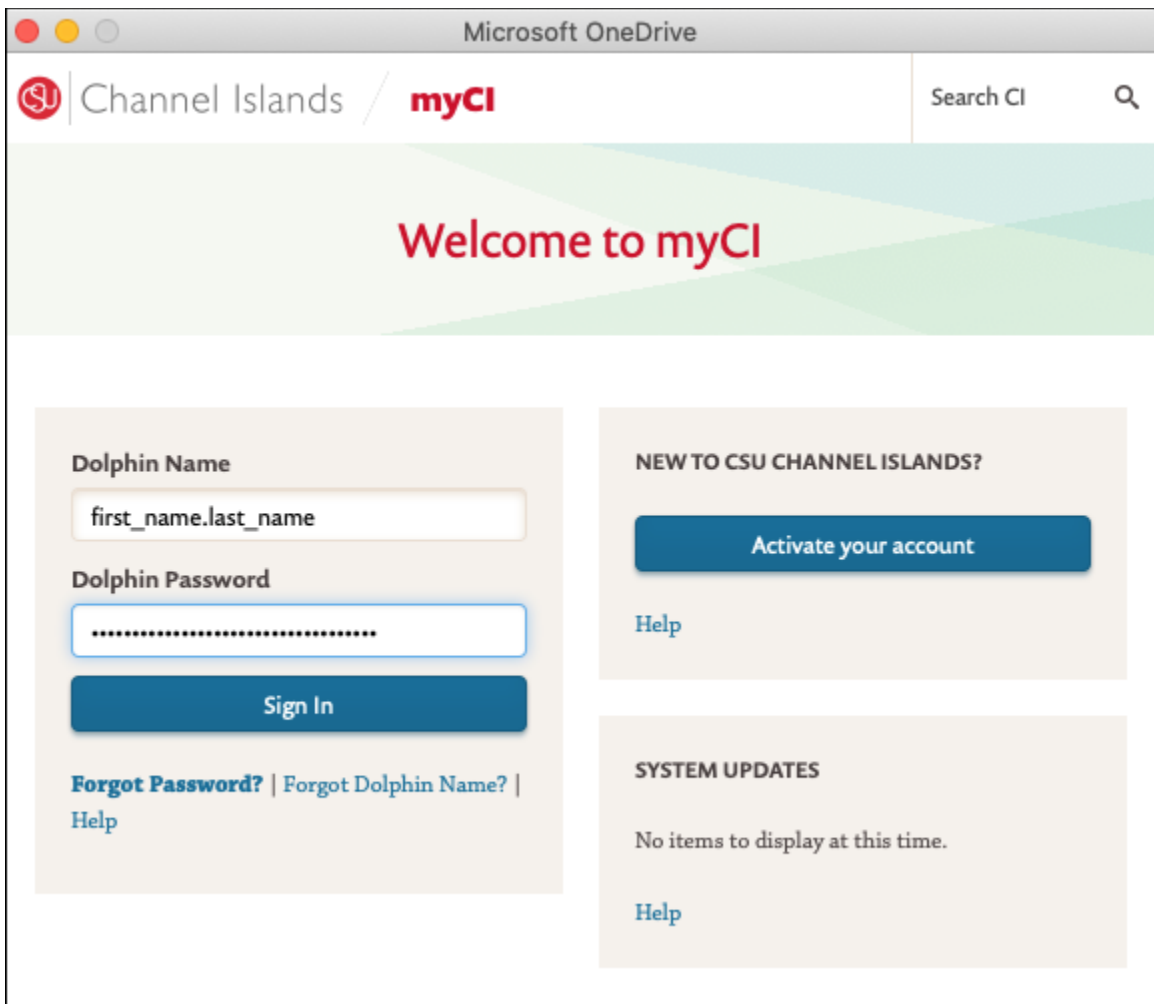 Microsoft OneDrive
CSU Channel Islands / myCI
Search CI
Welcome to myCI
Dolphin Name
first_name.last_name
Dolphin Password
•••••••••••••••••••••••••••••••••••
Sign In
Forgot Password? | Forgot Dolphin Name? |
Help
NEW TO CSU CHANNEL ISLANDS?
Activate your account
Help
SYSTEM UPDATES
No items to display at this time.
Help